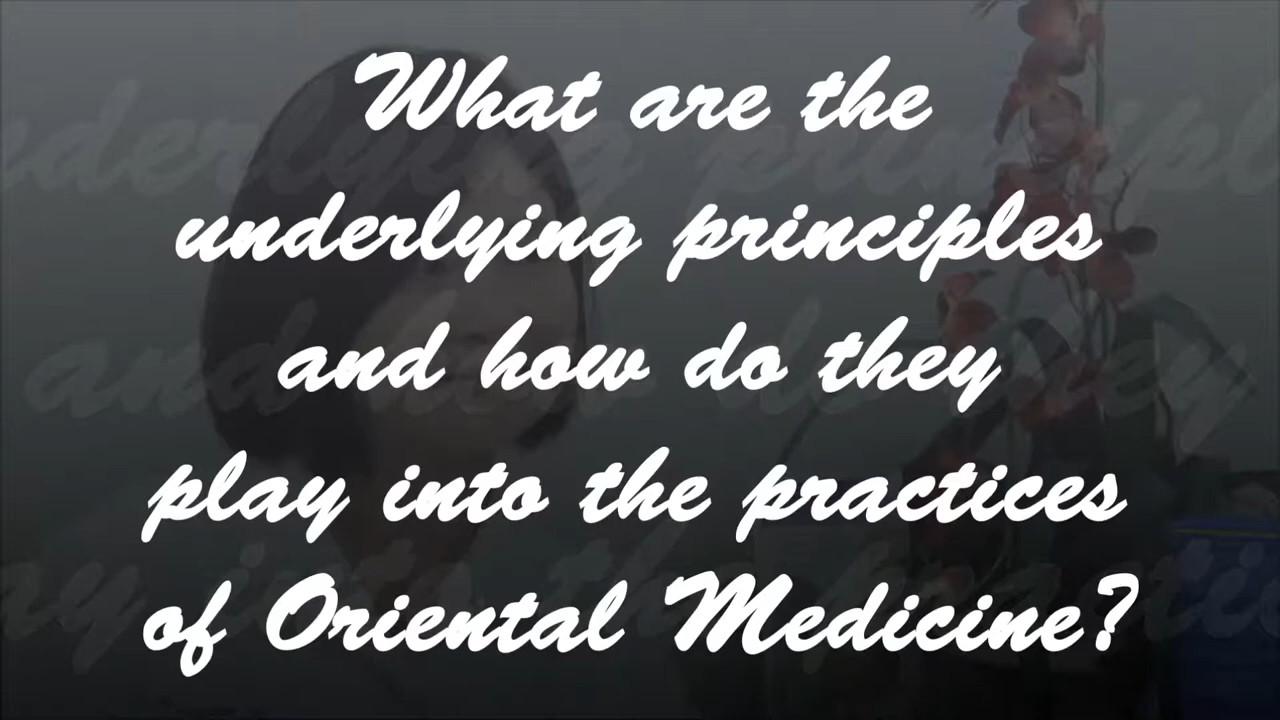 What are the
underlying principles
and how do they
play into the practices
of Oriental Medicine?